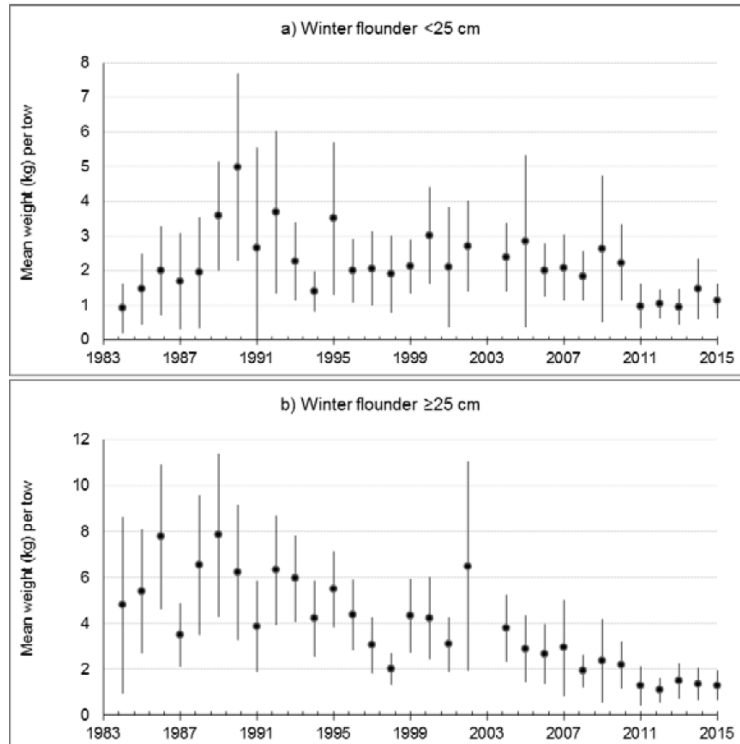 a) Winter flounder <25 cm
Mean weight (kg) per tow
8
7
6
5
4
3
2
1
0
1983 1987 1991 1995 1999 2003 2007 2011 2015
b) Winter flounder ≥25 cm
Mean weight (kg) per tow
12
10
8
6
4
2
0
1983 1987 1991 1995 1999 2003 2007 2011 2015